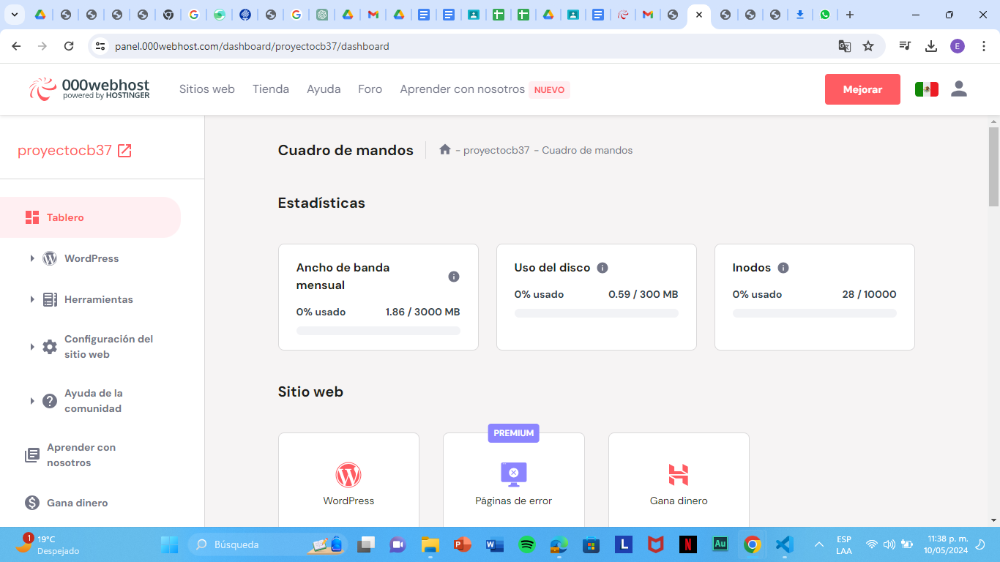 panel.000webhost.com/dashboard/proyectocb37/dashboard
E
000webhost
powered by HOSTINGER
Sitios web
Tienda
Ayuda
Foro
Aprender con nosotros
NUEVO
Mejorar
proyectocb37
Tablero
WordPress
Herramientas
Configuración del
sitio web
Ayuda de la
comunidad
Aprender con
nosotros
Gana dinero
Cuadro de mandos
- proyectocb37 - Cuadro de mandos
Estadísticas
Ancho de banda
mensual
0% usado
1.86 / 3000 MB
Uso del disco
0% usado
0.59 / 300 MB
Inodos
0% usado
28 / 10000
Sitio web
WordPress
PREMIUM
Páginas de error
Gana dinero
1
19°C
Despejado
Búsqueda
L
N
Au
ESP
LAA
11:38 p. m.
10/05/2024